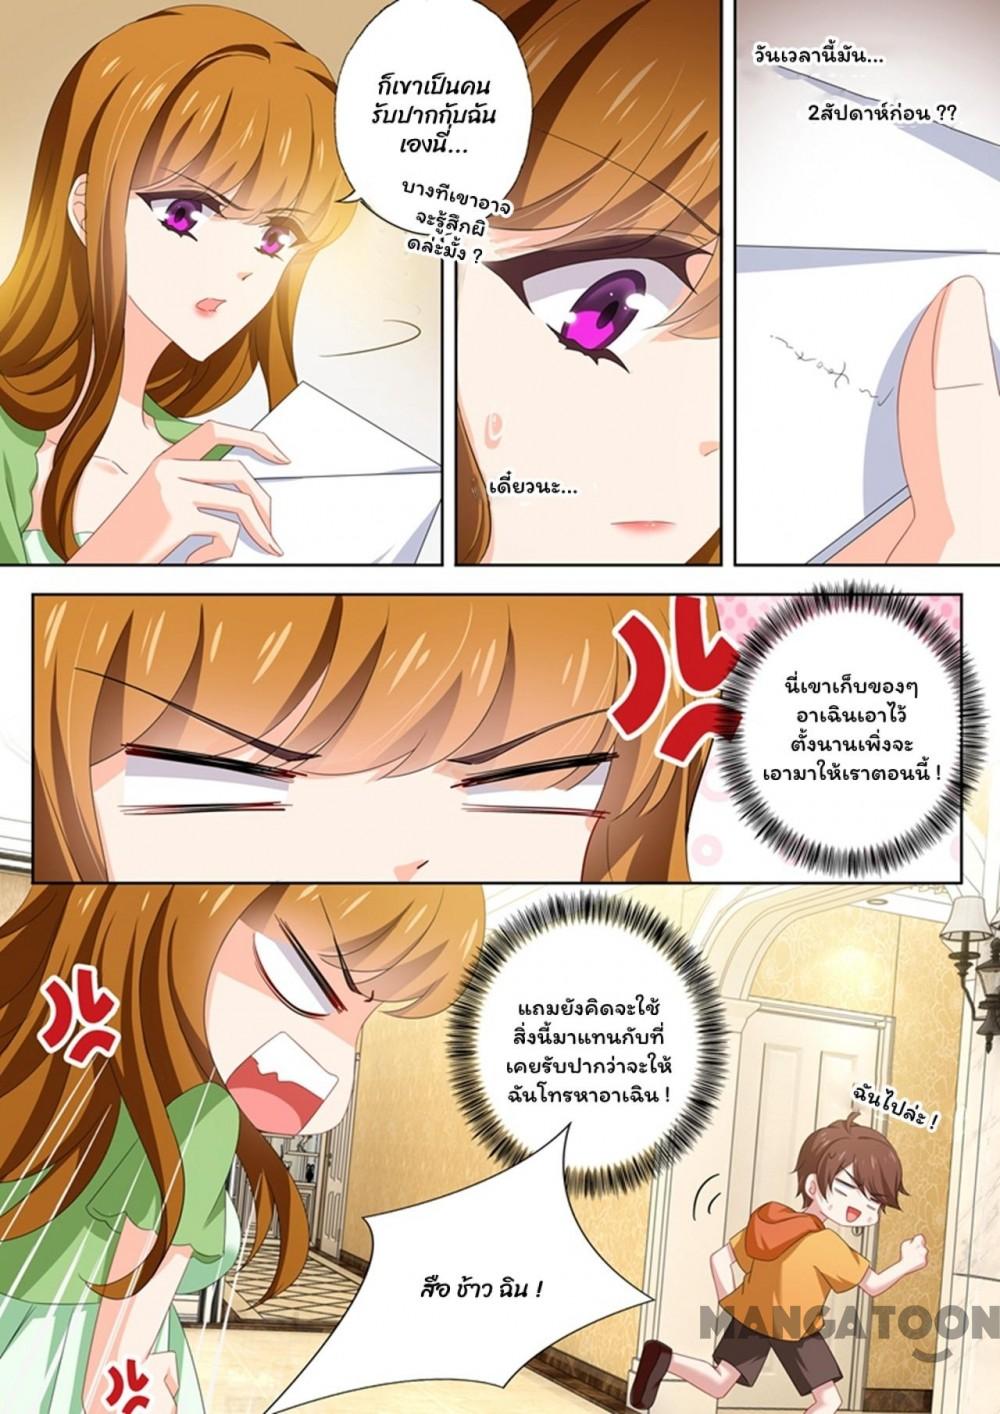 ก็เขาเป็นคน
รับปากกับฉัน
เองนี่...
บางทีเขาอาจ
จะรู้สึกผิ
ดล่ะมั้ง ?
เดี๋ยวนะ...
วันเวลานี้มัน...
2สัปดาห์ก่อน ??
นี่เขาเก็บของๆ
อาเฉินเอาไว้
ตั้งนานเพิ่งจะ
เอามาให้เราตอนนี้ !
แถมยังคิดจะใช้
สิ่งนี้มาแทนกับที่
เคยรับปากว่าจะให้
ฉันโทรหาอาเฉิน !
ฉันไปล่ะ !
สือ ช้าว ฉิน !
MANGATOON